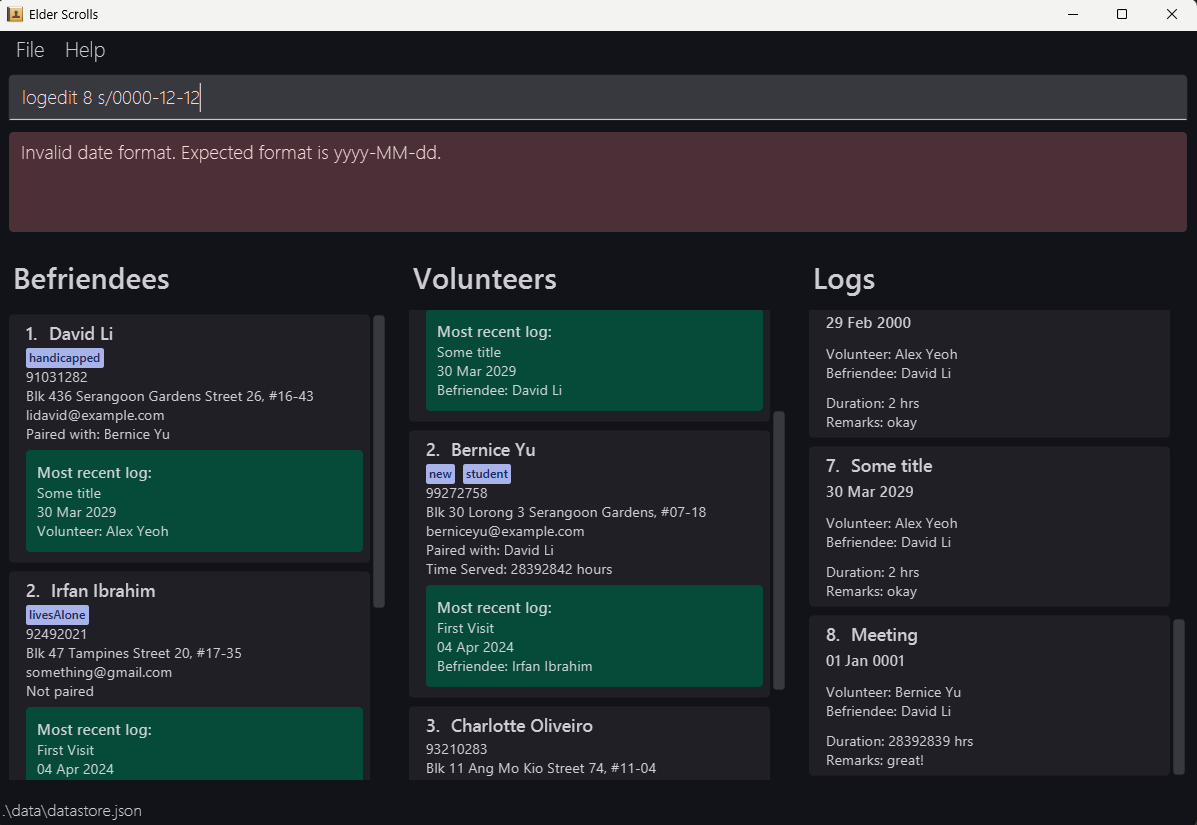 Elder Scrolls
File Help
logedit 8 s/0000-12-12
Invalid date format. Expected format is yyyy-MM-dd.
Befriendees
1. David Li
handicapped
91031282
Blk 436 Serangoon Gardens Street 26, #16-43
lidavid@example.com
Paired with: Bernice Yu
Most recent log:
Some title
30 Mar 2029
Volunteer: Alex Yeoh
2. Irfan Ibrahim
livesAlone
92492021
Blk 47 Tampines Street 20, #17-35
something@gmail.com
Not paired
Most recent log:
First Visit
04 Apr 2024
Volunteers
Most recent log:
Some title
30 Mar 2029
Befriendee: David Li
2. Bernice Yu
new student
99272758
Blk 30 Lorong 3 Serangoon Gardens, #07-18
berniceyu@example.com
Paired with: David Li
Time Served: 28392842 hours
Most recent log:
First Visit
04 Apr 2024
Befriendee: Irfan Ibrahim
3. Charlotte Oliveiro
93210283
Blk 11 Ang Mo Kio Street 74, #11-04
Logs
29 Feb 2000
Volunteer: Alex Yeoh
Befriendee: David Li
Duration: 2 hrs
Remarks: okay
7. Some title
30 Mar 2029
Volunteer: Alex Yeoh
Befriendee: David Li
Duration: 2 hrs
Remarks: okay
8. Meeting
01 Jan 0001
Volunteer: Bernice Yu
Befriendee: David Li
Duration: 28392839 hrs
Remarks: great!
.\data\datastore.json